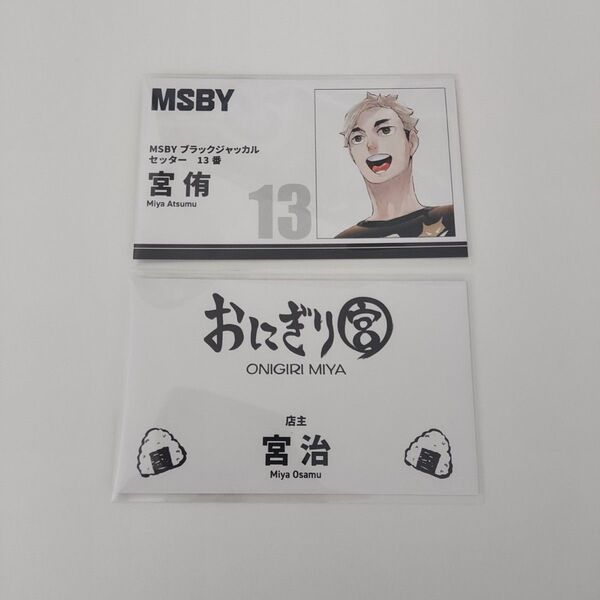 MSBY
MSBY ブラックジャッカル
セッター 13番
宮 侑
Miya Atsumu
13
おにぎり宮
ONIGIRI MIYA
店主
宮 治
Miya Osamu